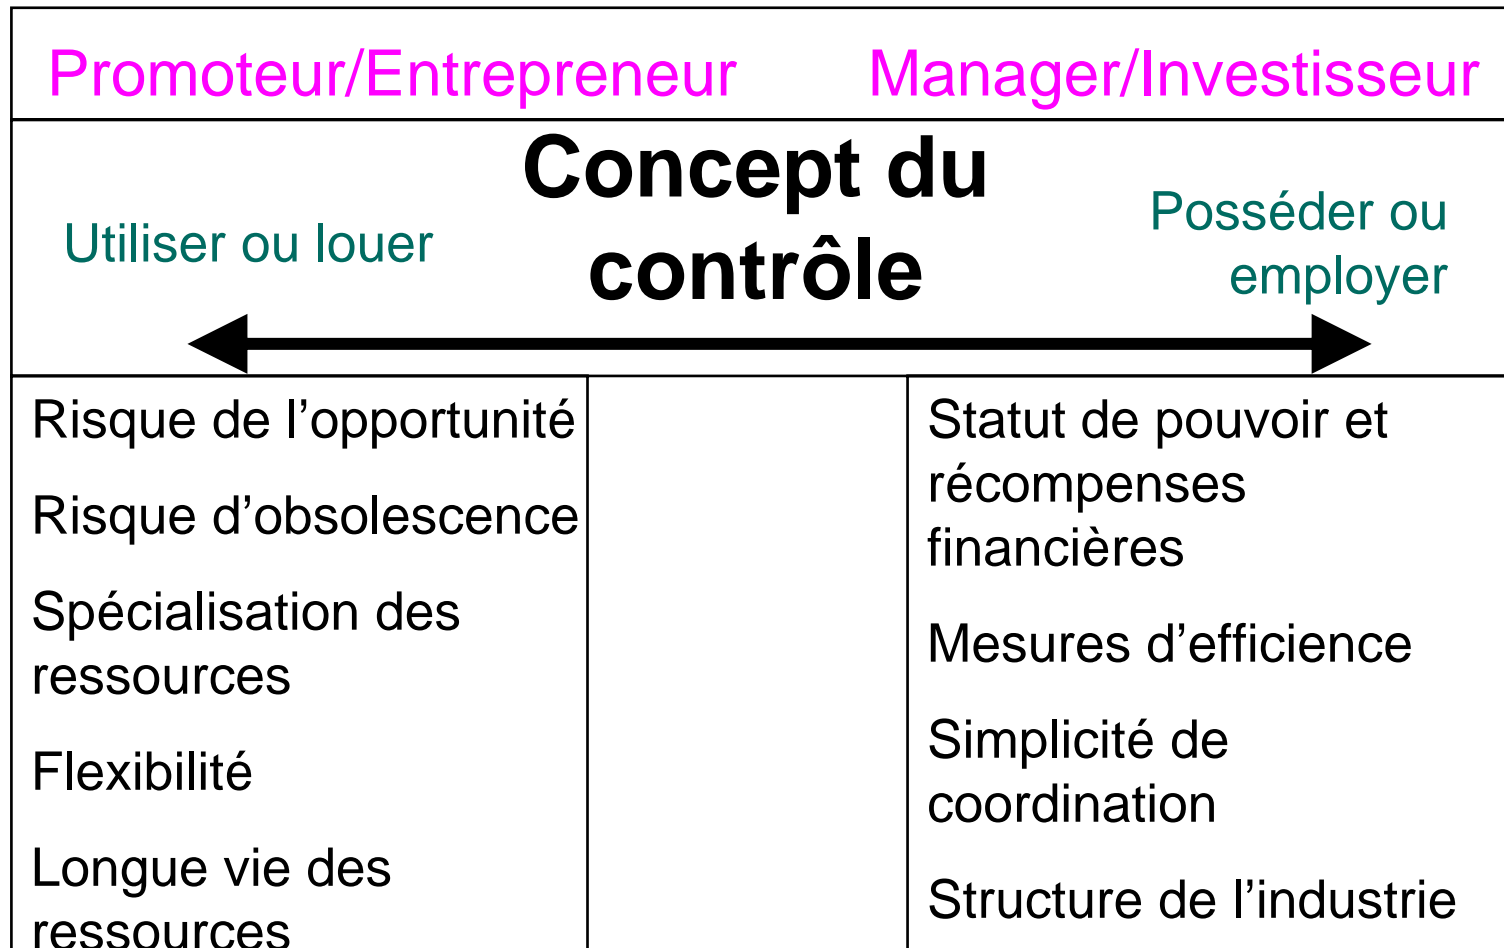 Promoteur/Entrepreneur
Manager/Investisseur
Concept du
contrôle
Utiliser ou louer
Posséder ou
employer
Risque de l’opportunité
Risque d’obsolescence
Spécialisation des
ressources
Flexibilité
Longue vie des
ressources
Statut de pouvoir et
récompenses
financières
Mesures d’efficience
Simplicité de
coordination
Structure de l’industrie